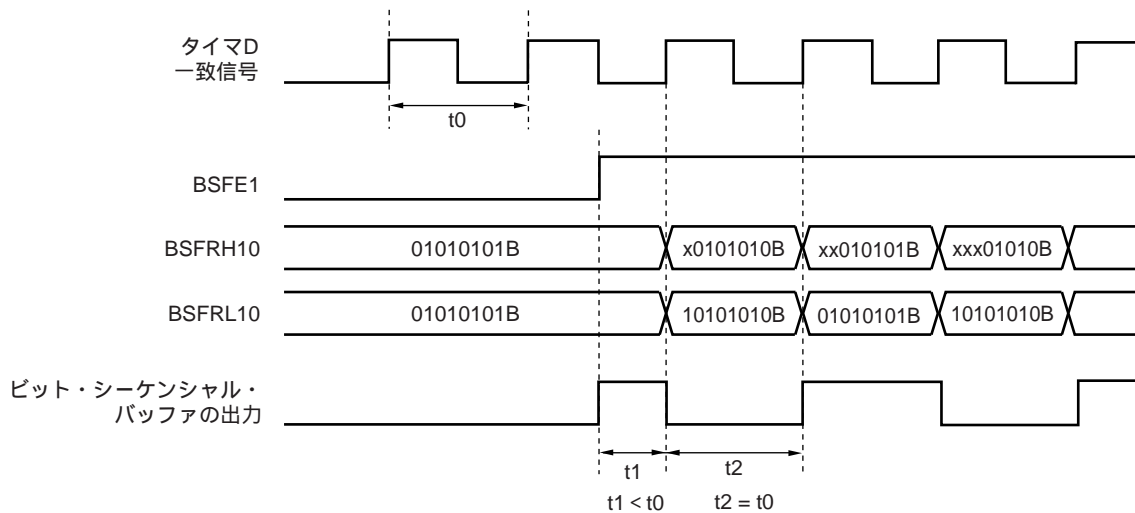 タイマD
一致信号
t0
BSFE1
BSFRH10
01010101B
x0101010B
xx010101B
xxx01010B
BSFRL10
01010101B
10101010B
01010101B
10101010B
ビット・シーケンシャル・
バッファの出力
t1
t2
t1 < t0
t2 = t0